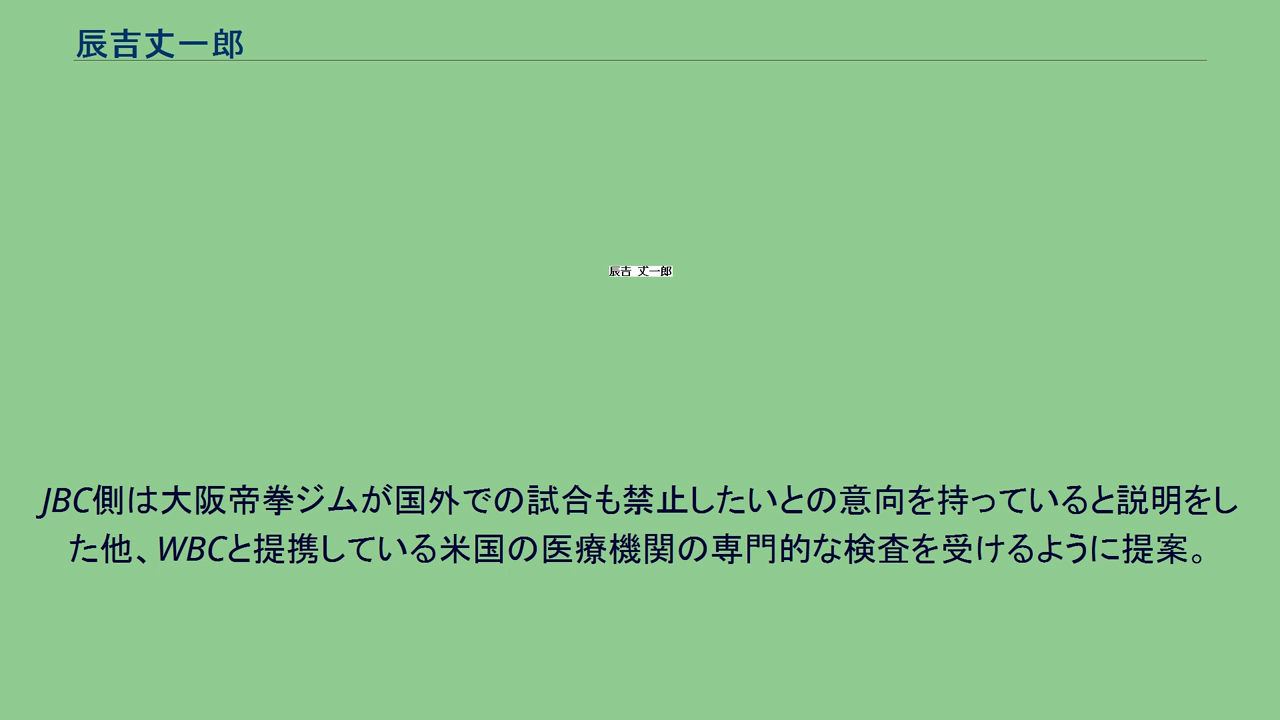 辰吉丈一郎
辰吉 丈一郎
JBC側は大阪帝拳ジムが国外での試合も禁止したいとの意向を持っていると説明をし
た他、WBCと提携している米国の医療機関の専門的な検査を受けるように提案。